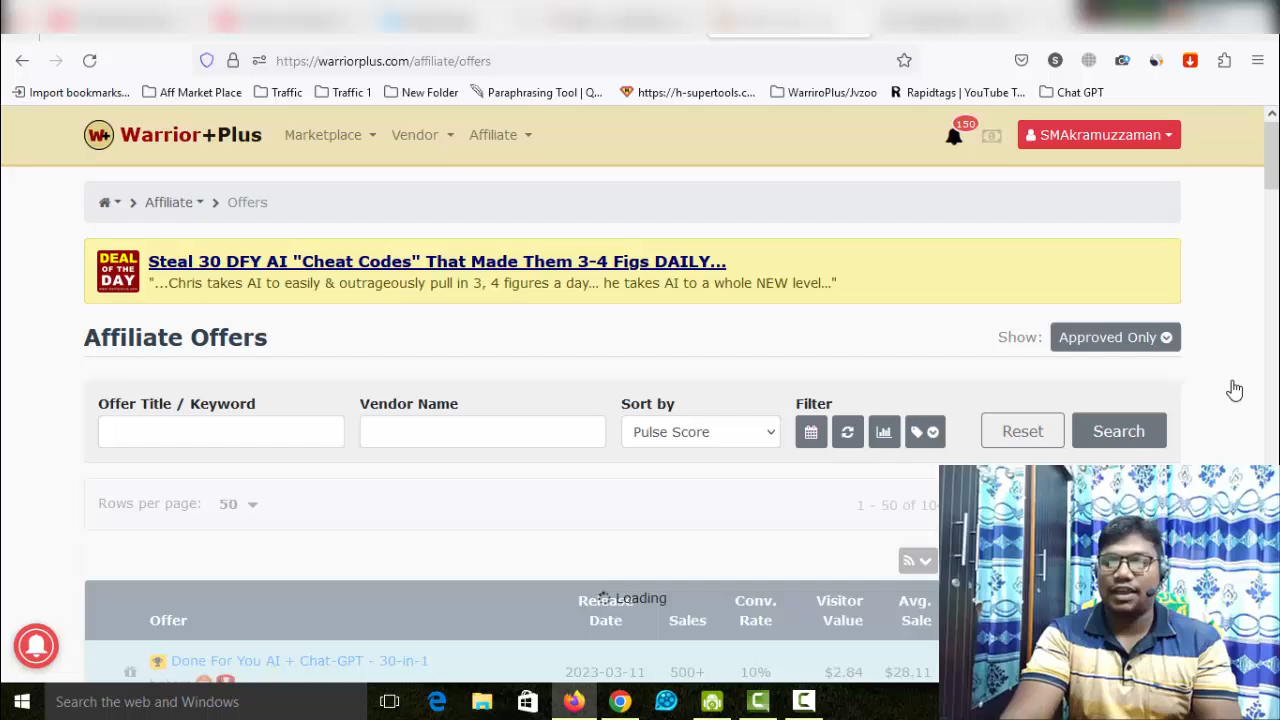 https://warriorplus.com/affiliate/offers
Import bookmarks... Aff Market Place Traffic Traffic 1 New Folder Paraphrasing Tool | Q... https://h-supertools.c... WarriroPlus/Jvzoo Rapidtags | YouTube T... Chat GPT
W+ Warrior+Plus Marketplace Vendor Affiliate 150 SMAkramuzzaman
Affiliate Offers
DEAL OF THE DAY
Steal 30 DFY AI "Cheat Codes" That Made Them 3-4 Figs DAILY...
"...Chris takes AI to easily & outrageously pull in 3, 4 figures a day... he takes AI to a whole NEW level..."
Affiliate Offers Show: Approved Only
Offer Title / Keyword Vendor Name Sort by Filter
Pulse Score Reset Search
Rows per page: 50 1 - 50 of 10
Loading
Offer Release Date Sales Conv. Rate Visitor Value Avg. Sale
Done For You AI + Chat-GPT - 30-in-1
2023-03-11 500+ 10% $2.84 $28.11
Search the web and Windows